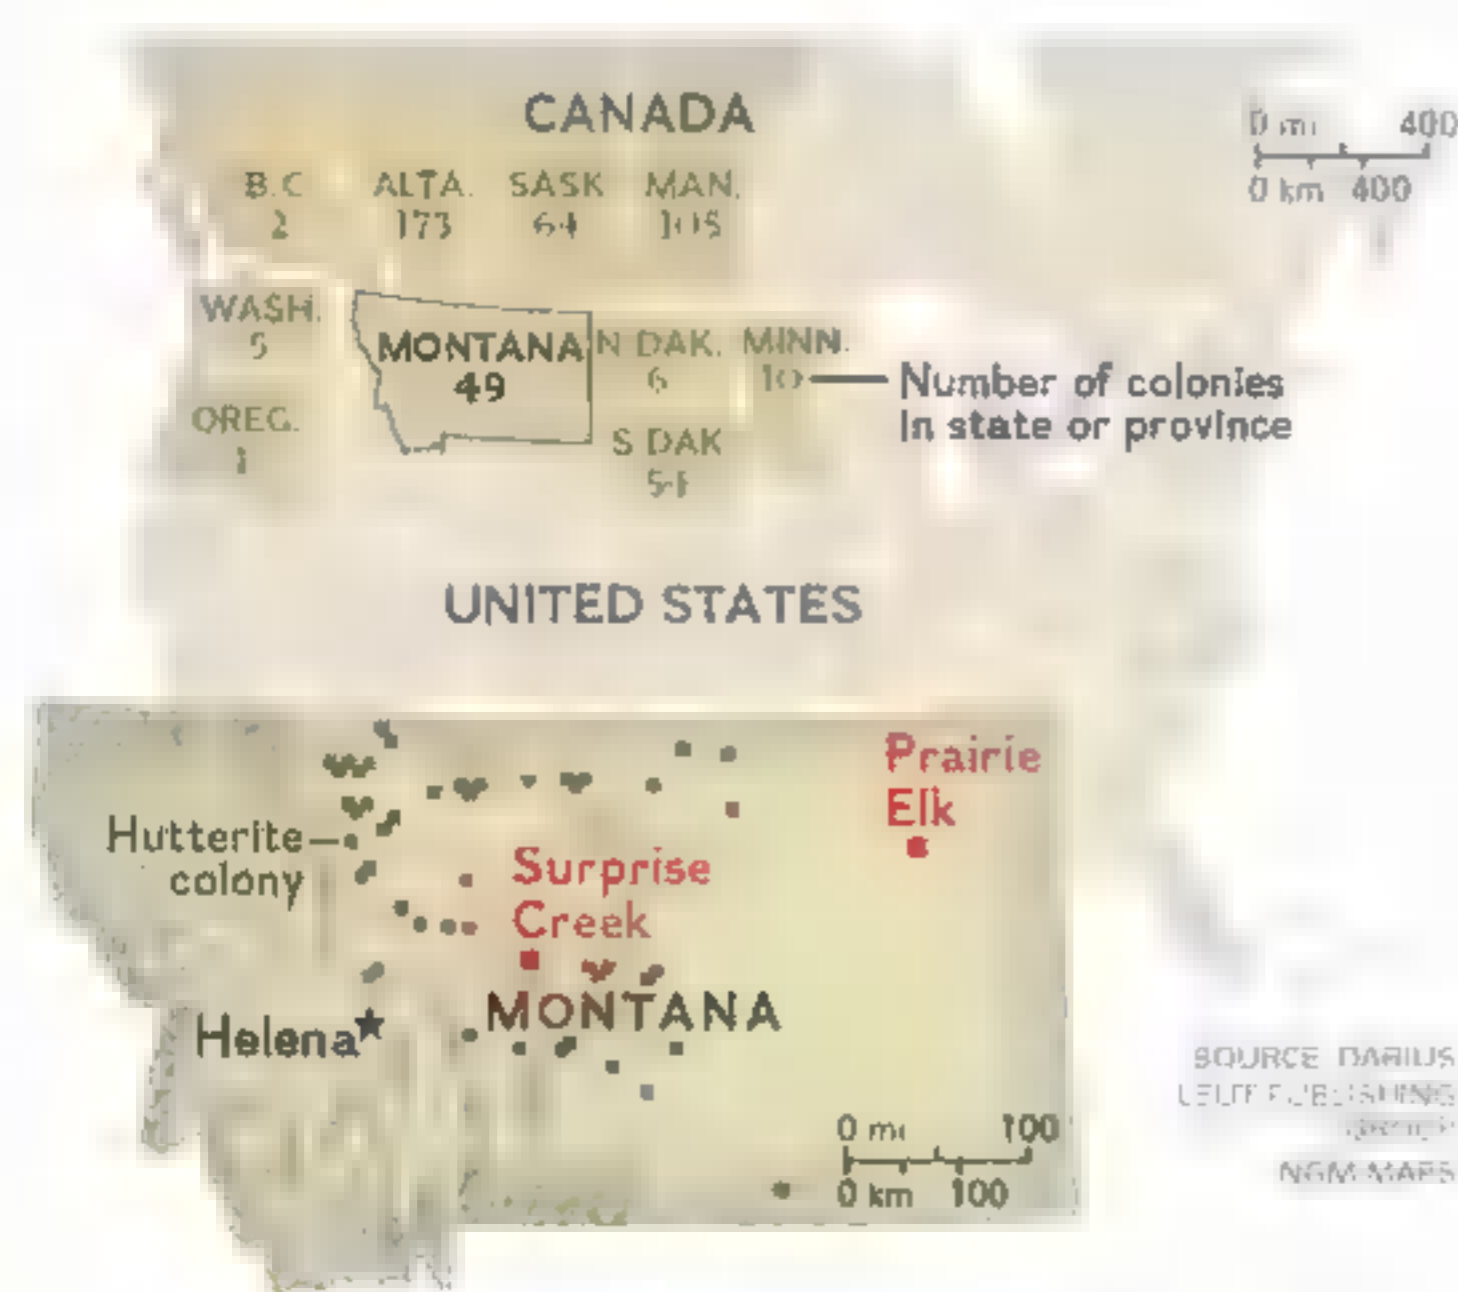 CANADA
0 mi 400
0 km 400
B.C ALTA. SASK MAN.
2 173 64 105
WASH.
5
MONTANA
49
N DAK. MINN.
6 10
Number of colonies
in state or province
OREG.
1
S DAK
UNITED STATES
Prairie
Elk
Hutterite
colony
Surprise
Creek
MONTANA
Helena
0 mi 100
0 km 100
SOURCE DARIUS
NGM MAPS